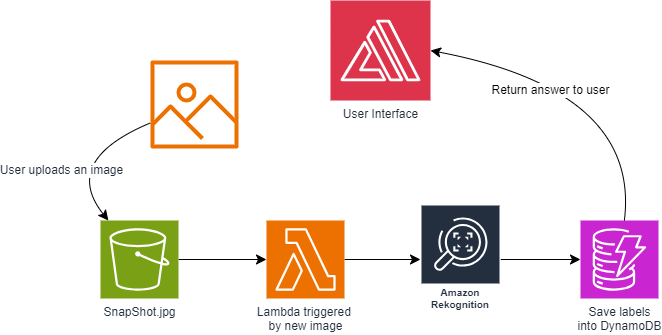 Return answer to user
User Interface
User uploads an image
SnapShot.jpg
Lambda triggered
by new image
Amazon
Rekognition
Save labels
into DynamoDB